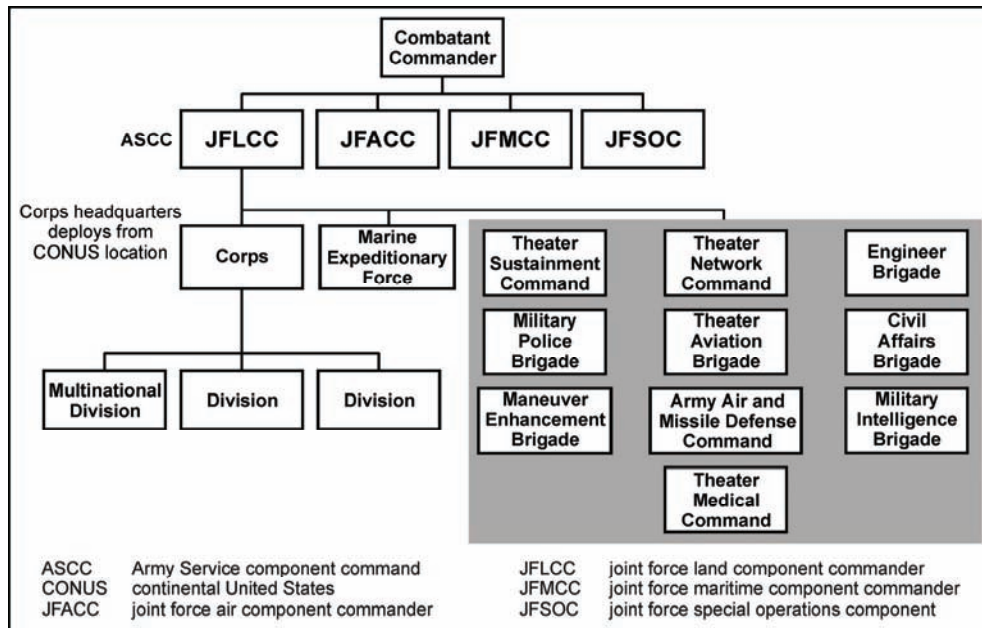 Combatant
Commander
ASCC
JFLCC
JFACC
JFMCC
JFSOC
Corps headquarters
deploys from
CONUS location
Corps
Marine
Expeditionary
Force
Theater
Sustainment
Command
Theater
Network
Command
Engineer
Brigade
Military
Police
Brigade
Theater
Aviation
Brigade
Civil
Affairs
Brigade
Multinational
Division
Division
Division
Maneuver
Enhancement
Brigade
Army Air and
Missile Defense
Command
Military
Intelligence
Brigade
Theater
Medical
Command
ASCC Army Service component command
CONUS continental United States
JFACC joint force air component commander
JFLCC joint force land component commander
JFMCC joint force maritime component commander
JFSOC joint force special operations component